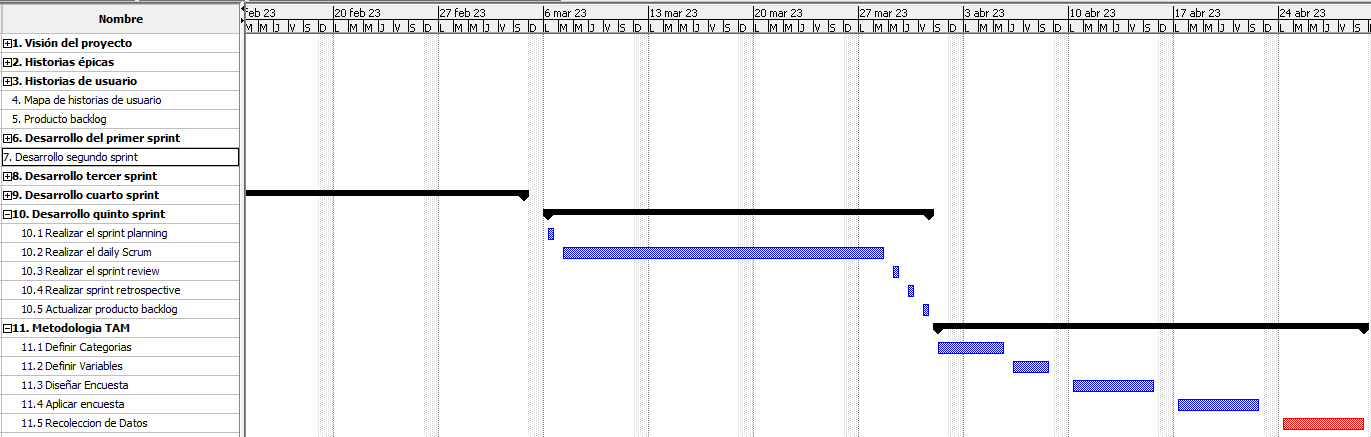 Nombre
feb 23 20 feb 23 27 feb 23 6 mar 23 13 mar 23 20 mar 23 27 mar 23 3 abr 23 10 abr 23 17 abr 23 24 abr 23
M M J V S D L M M J V S D L M M J V S D L M M J V S D L M M J V S D L M M J V S D L M M J V S D L M M J V S D L M M J V S D L M M J V S D L M M J V S
1. Visión del proyecto
2. Historias épicas
3. Historias de usuario
4. Mapa de historias de usuario
5. Producto backlog
6. Desarrollo del primer sprint
7. Desarrollo segundo sprint
8. Desarrollo tercer sprint
9. Desarrollo cuarto sprint
10. Desarrollo quinto sprint
10.1 Realizar el sprint planning
10.2 Realizar el daily Scrum
10.3 Realizar el sprint review
10.4 Realizar sprint retrospective
10.5 Actualizar producto backlog
11. Metodologia TAM
11.1 Definir Categorias
11.2 Definir Variables
11.3 Diseñar Encuesta
11.4 Aplicar encuesta
11.5 Recoleccion de Datos